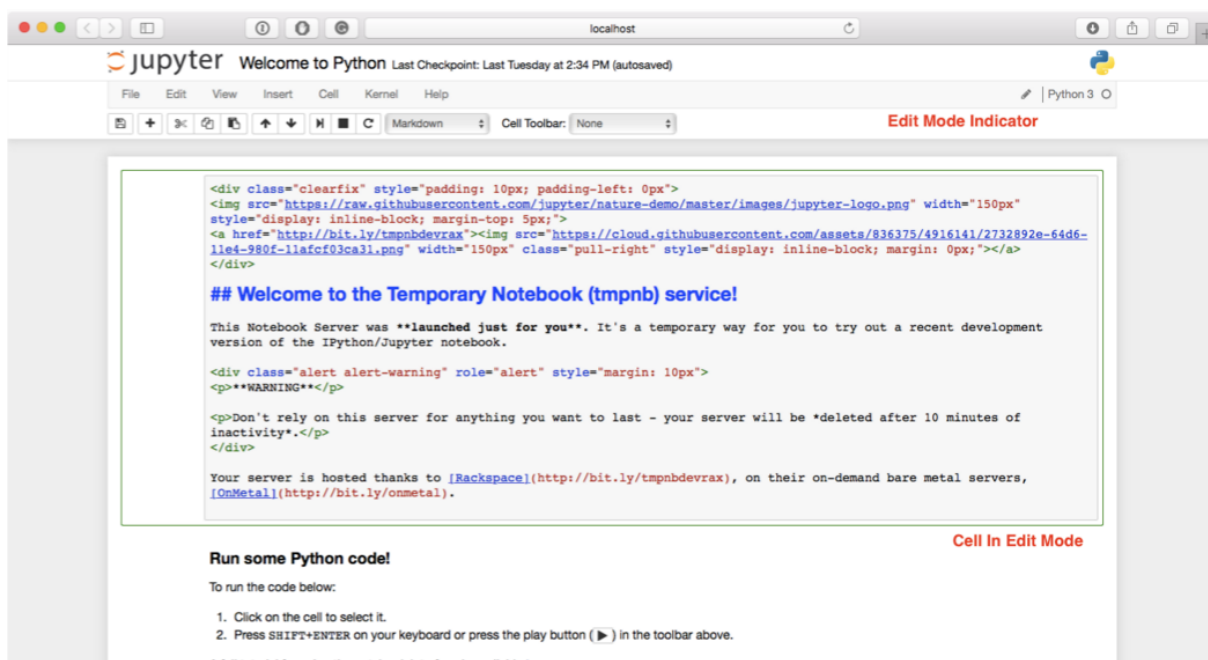 localhost
jupyter Welcome to Python Last Checkpoint: Last Tuesday at 2:34 PM (autosaved)
File Edit View Insert Cell Kernel Help Python 3
Markdown Cell Toolbar: None Edit Mode Indicator
<div class="clearfix" style="padding: 10px; padding-left: 0px">
<img src="https://raw.githubusercontent.com/jupyter/nature-demo/master/images/jupyter-logo.png" width="150px"
style="display: inline-block; margin-top: 5px;">
<a href="http://bit.ly/tmpnbdevrax"><img src="https://cloud.githubusercontent.com/assets/836375/4916141/2732892e-64d6-
11e4-980f-11afcf03ca31.png" width="150px" class="pull-right" style="display: inline-block; margin: 0px;"></a>
</div>
## Welcome to the Temporary Notebook (tmpnb) service!
This Notebook Server was **launched just for you**. It's a temporary way for you to try out a recent development
version of the IPython/Jupyter notebook.
<div class="alert alert-warning" role="alert" style="margin: 10px">
<p>**WARNING**</p>
<p>Don't rely on this server for anything you want to last - your server will be *deleted after 10 minutes of
inactivity*.</p>
</div>
Your server is hosted thanks to [Rackspace](http://bit.ly/tmpnbdevrax), on their on-demand bare metal servers,
[OnMetal](http://bit.ly/onmetal).
Cell In Edit Mode
Run some Python code!
To run the code below:
1. Click on the cell to select it.
2. Press SHIFT+ENTER on your keyboard or press the play button ( ) in the toolbar above.